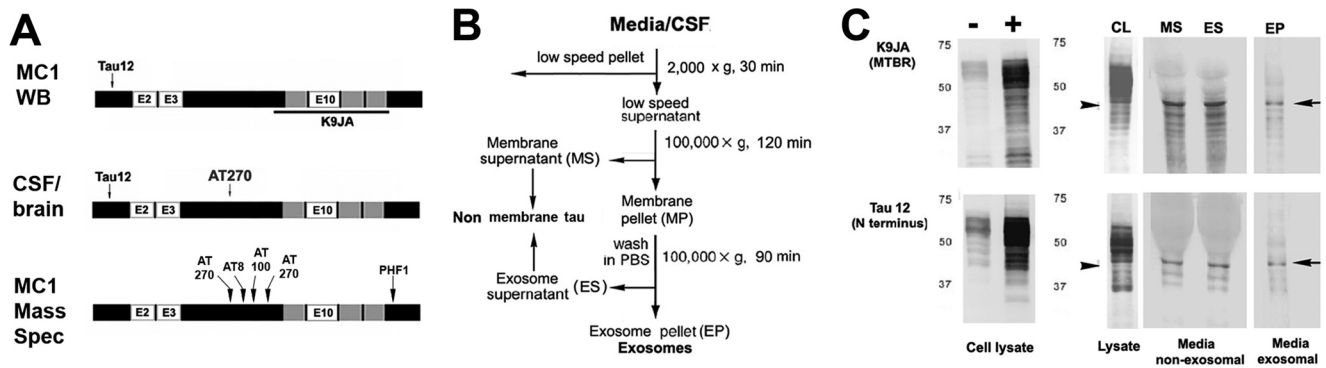 A
MC1
WB
Tau12
E2 E3 E10
K9JA
CSF/
brain
Tau12
AT270
E2 E3 E10
MC1
Mass
Spec
AT
270
AT8
AT
100
AT
270
PHF1
E2 E3 E10
B
Media/CSF
low speed pellet
2,000 x g, 30 min
low speed
supernatant
100,000 × g, 120 min
Membrane
supernatant (MS)
Membrane
pellet (MP)
Non membrane tau
wash
in PBS
100,000 × g, 90 min
Exosome
supernatant (ES)
Exosome pellet (EP)
Exosomes
C
- +
K9JA
(MTBR)
75
50
37
CL MS ES EP
75
50
37
Tau 12
(N terminus)
75
50
37
75
50
37
Cell lysate
Lysate
Media
non-exosomal
Media
exosomal